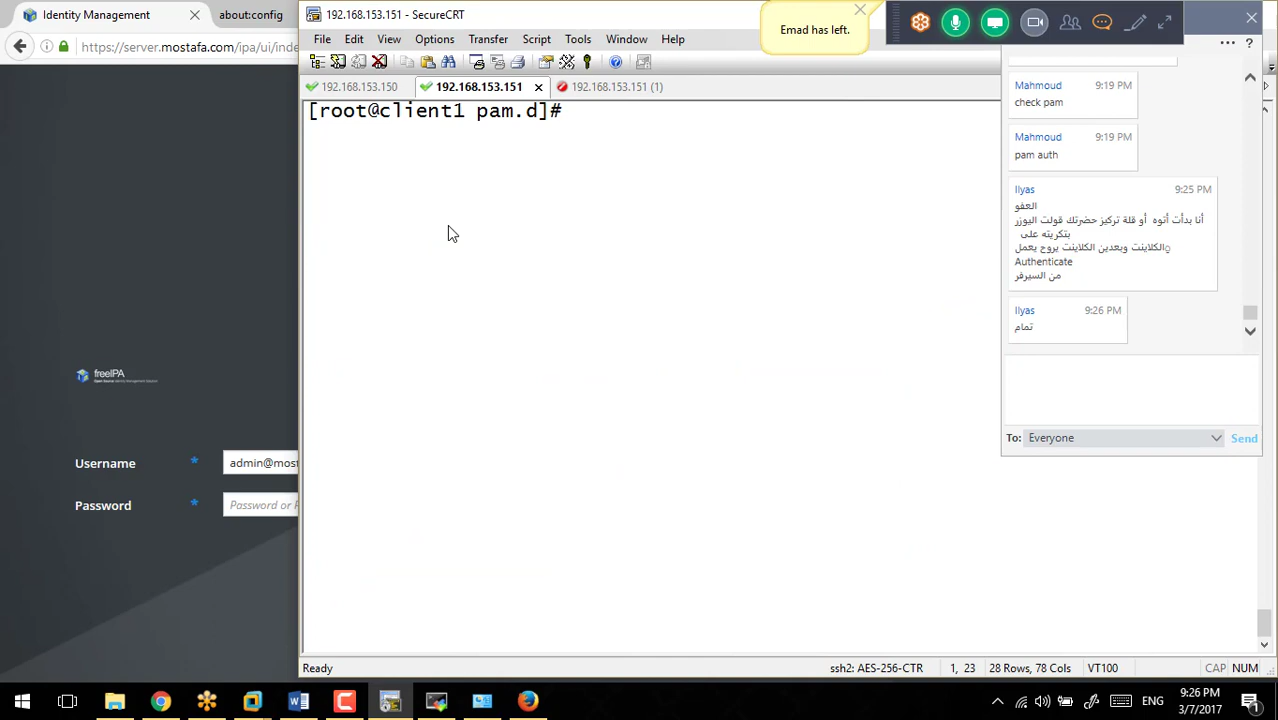 Identity Management
about:config
https://server.mostafa.com/ipa/ui/inde
freeIPA
Username * admin@most
Password * Password or
192.168.153.151 - SecureCRT
File Edit View Options Transfer Script Tools Window Help
192.168.153.150
192.168.153.151
192.168.153.151 (1)
[root@client1 pam.d]#
Emad has left.
Mahmoud 9:19 PM
check pam
Mahmoud 9:19 PM
pam auth
Ilyas 9:25 PM
العفو
أنا بدأت أتوه أو قلة تركيز حضرتك قولت اليوزر
بتكريته على
الكلاينت وبعدين الكلاينت يروح يعمل
Authenticate
من السيرفر
Ilyas 9:26 PM
تمام
To: Everyone Send
Ready
ssh2: AES-256-CTR
1, 23
28 Rows, 78 Cols
VT100
CAP NUM
ENG
9:26 PM
3/7/2017